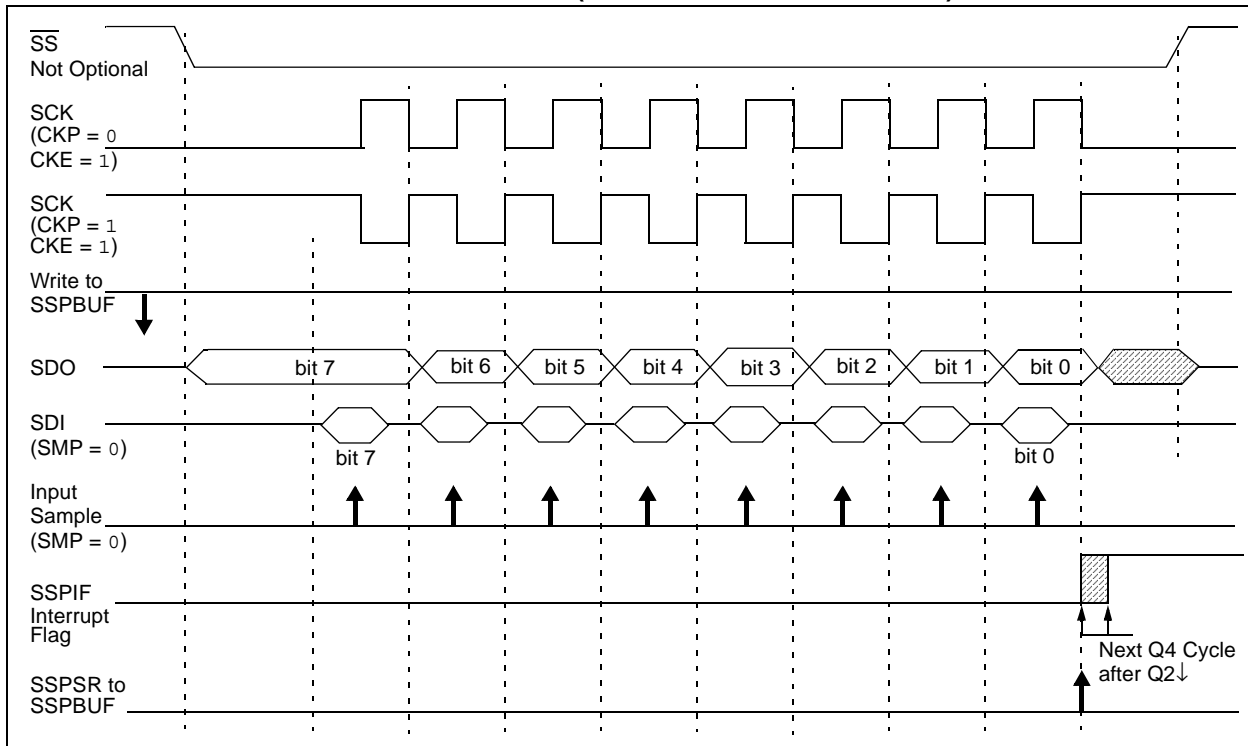 SS
Not Optional
SCK
(CKP = 0
CKE = 1)
SCK
(CKP = 1
CKE = 1)
Write to
SSPBUF
SDO
bit 7 bit 6 bit 5 bit 4 bit 3 bit 2 bit 1 bit 0
SDI
(SMP = 0)
bit 7 bit 0
Input
Sample
(SMP = 0)
SSPIF
Interrupt
Flag
Next Q4 Cycle
after Q2↓
SSPSR to
SSPBUF